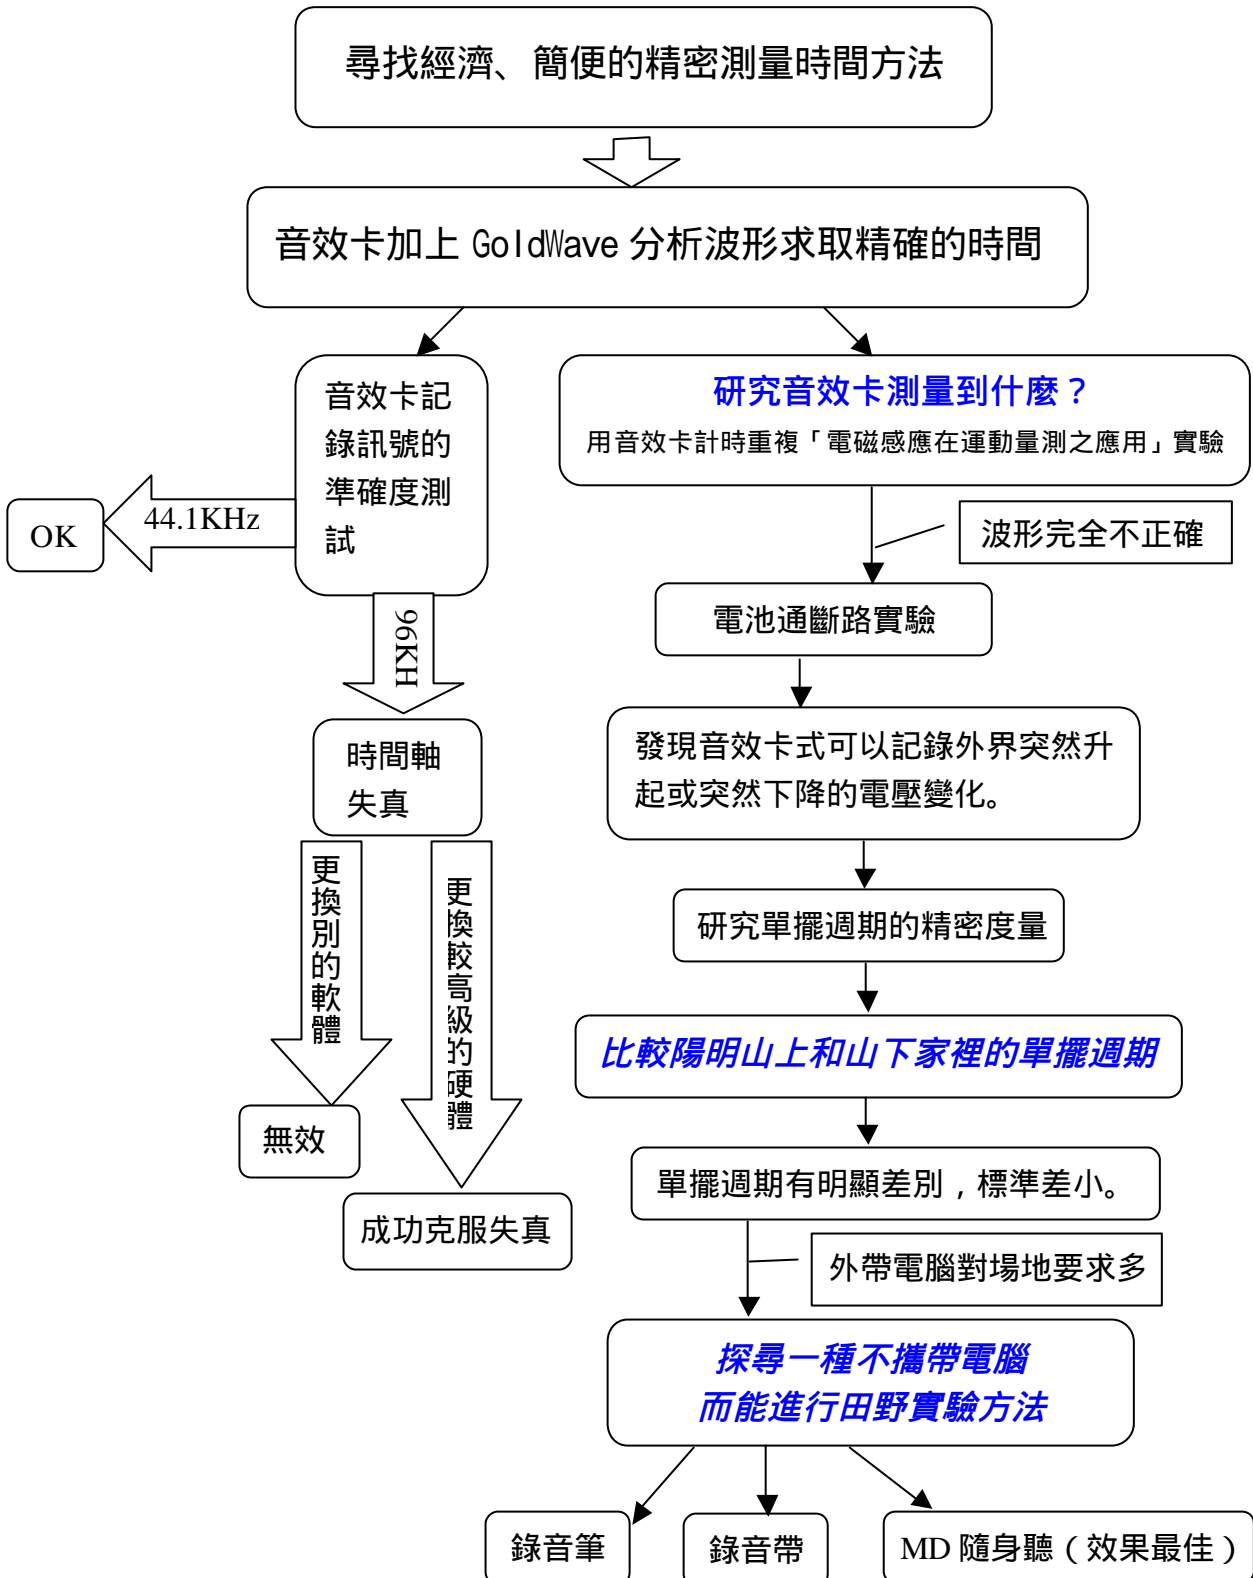 尋找經濟、簡便的精密測量時間方法
音效卡加上 GoldWave 分析波形求取精確的時間
音效卡記
錄訊號的
準確度測
試
44.1KHz
OK
96KH
時間軸
失真
更換別的軟體
無效
更換較高級的硬體
成功克服失真
研究音效卡測量到什麼？
用音效卡計時重複「電磁感應在運動量測之應用」實驗
波形完全不正確
電池通斷路實驗
發現音效卡式可以記錄外界突然升
起或突然下降的電壓變化。
研究單擺週期的精密度量
比較陽明山上和山下家裡的單擺週期
單擺週期有明顯差別，標準差小。
外帶電腦對場地要求多
探尋一種不攜帶電腦
而能進行田野實驗方法
錄音筆
錄音帶
MD 隨身聽（效果最佳）